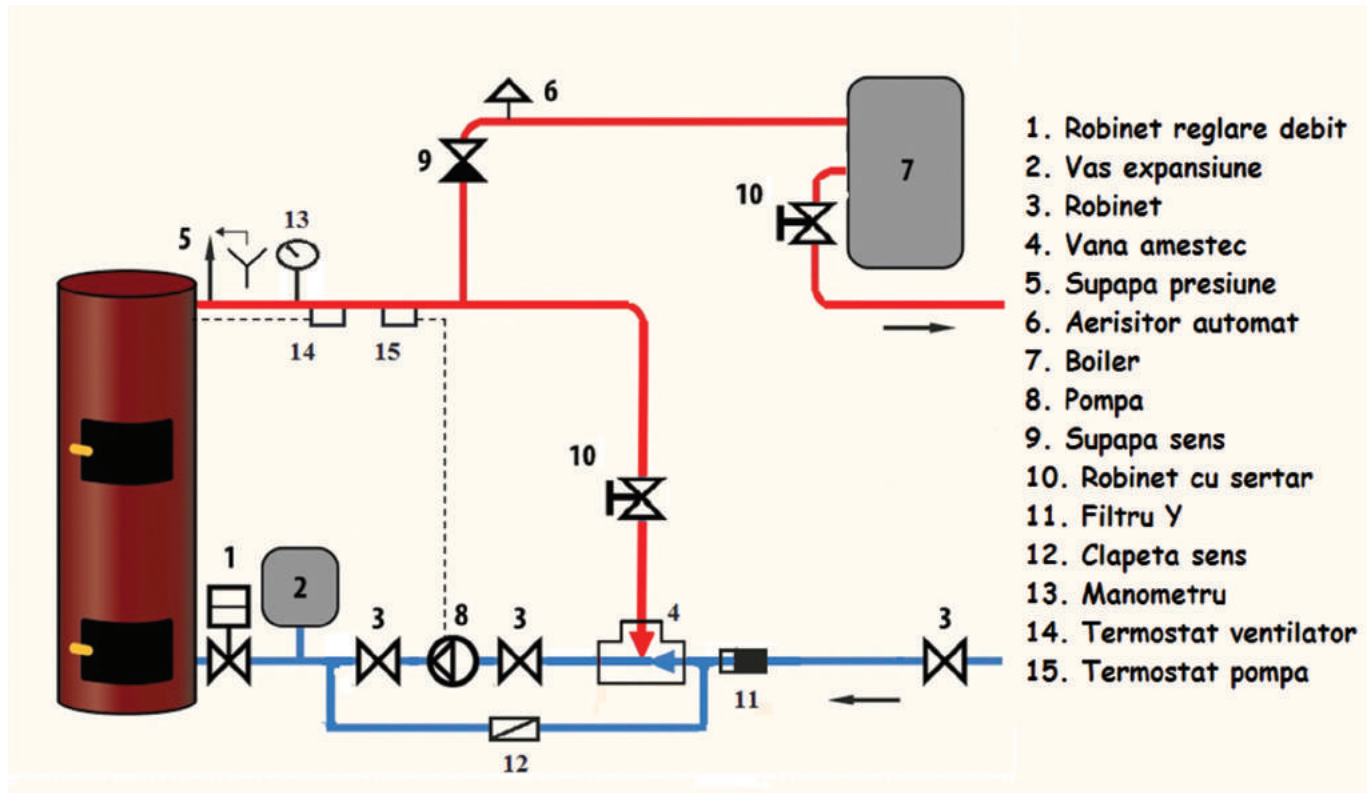 6
9
10
7
13
5
14
15
10
1
2
3
8
3
4
3
11
12
1. Robinet reglare debit
2. Vas expansiune
3. Robinet
4. Vana amestec
5. Supapa presiune
6. Aerisitor automat
7. Boiler
8. Pompa
9. Supapa sens
10. Robinet cu sertar
11. Filtru Y
12. Clapeta sens
13. Manometru
14. Termostat ventilator
15. Termostat pompa